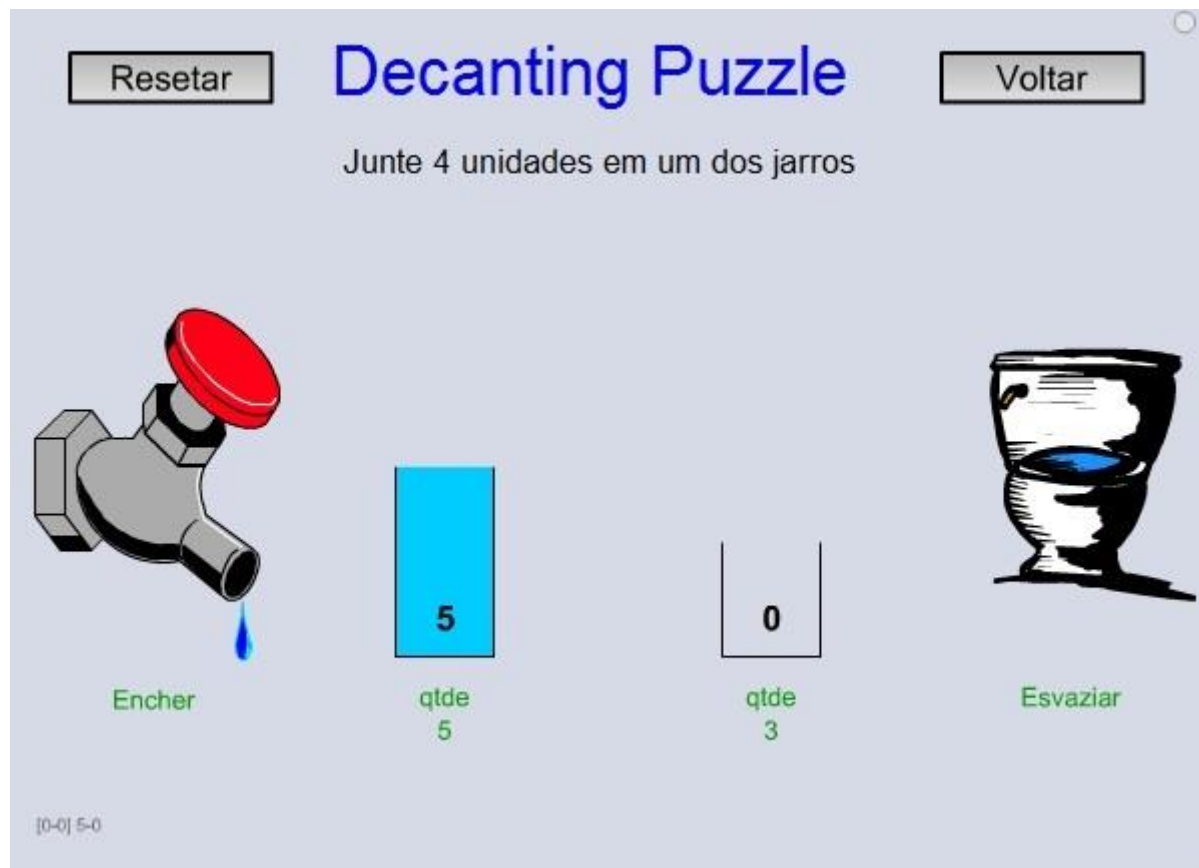 Resetar
Decanting Puzzle
Voltar
Junte 4 unidades em um dos jarros
5
0
Encher
qtde
5
qtde
3
Esvaziar
[0-0] 5-0